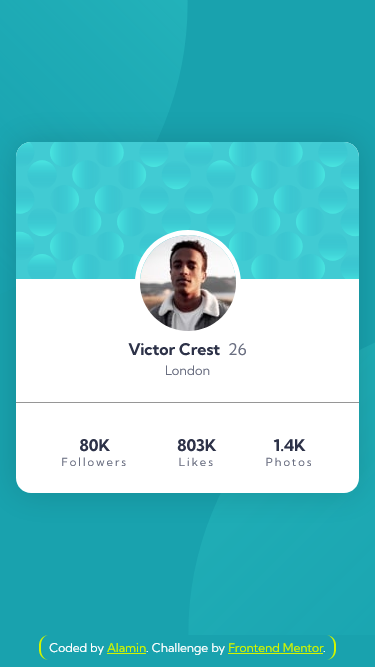 Victor Crest 26
London
80K 803K 1.4K
Followers Likes Photos
Coded by Alamin. Challenge by Frontend Mentor.